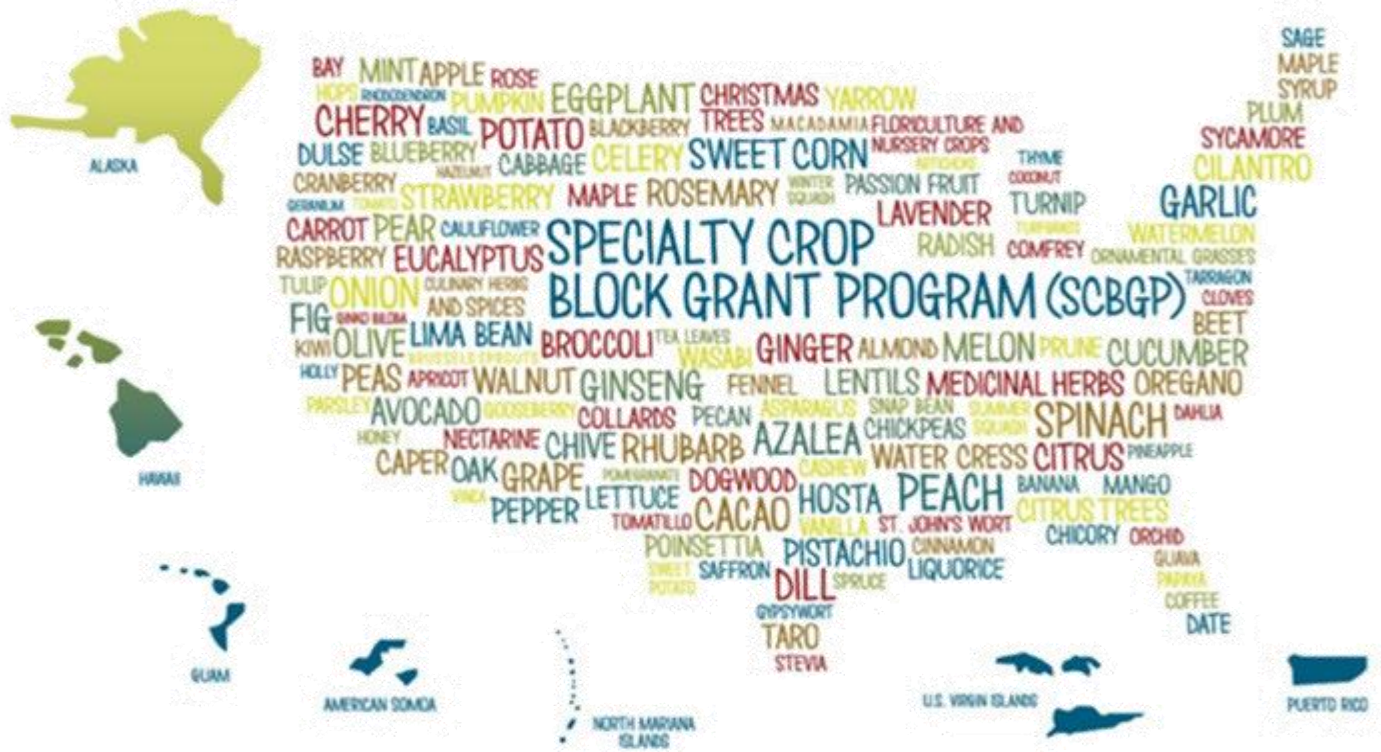 SAGE
MAPLE
SYRUP
BAY MINT APPLE ROSE
HOPS RHODODENDRON PUMPKIN EGGPLANT CHRISTMAS YARROW
PLUM
CHERRY BASIL POTATO BLACKBERRY TREES MACADAMIA FLORICULTURE AND
SYCAMORE
DULSE BLUEBERRY CABBAGE CELERY SWEET CORN NURSERY CROPS
HAZELNUT ARTICHOKE THYME
CILANTRO
ALASKA
CRANBERRY STRAWBERRY MAPLE ROSEMARY WINTER PASSION FRUIT COCONUT
SQUASH
GERANIUM TOMATO LAVENDER TURNIP GARLIC
CARROT PEAR CAULIFLOWER SPECIALTY CROP RADISH COMFREY WATERMELON
RASPBERRY EUCALYPTUS ORNAMENTAL GRASSES
TULIP ONION CULINARY HERBS BLOCK GRANT PROGRAM (SCBGP) TARRAGON
AND SPICES CLOVES
FIG GINKO BILOBA BEET
KIWI OLIVE LIMA BEAN BROCCOLI TEA LEAVES WASABI GINGER ALMOND MELON PRUNE CUCUMBER
BRUSSELS SPROUTS
HOLLY PEAS APRICOT WALNUT GINSENG FENNEL LENTILS MEDICINAL HERBS OREGANO
PARSLEY AVOCADO GOOSEBERRY COLLARDS PECAN ASPARAGUS SNAP BEAN SUMMER SPINACH DAHLIA
SQUASH
HONEY NECTARINE CHIVE RHUBARB AZALEA CHICKPEAS
CAPER OAK GRAPE POMEGRANATE DOGWOOD CASHEW WATER CRESS CITRUS PINEAPPLE
HAWAII
VINCA PEPPER LETTUCE CACAO HOSTA PEACH BANANA MANGO
TOMATILLO VANILLA ST. JOHN'S WORT CITRUS TREES
POINSETTIA PISTACHIO CINNAMON CHICORY ORCHID
SWEET SAFFRON LIQUORICE GUAVA
POTATO DILL SPRUCE PAPAYA
GYPSYWORT COFFEE
TARO DATE
STEVIA
GUAM
AMERICAN SOMOA
NORTH MARIANA
ISLANDS
U.S. VIRGIN ISLANDS
PUERTO RICO